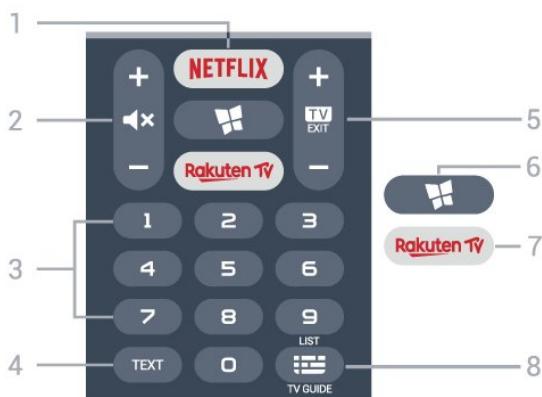 1
+ NETFLIX +
2 TV 5
EXIT
6
- Rakuten TV -
1 2 3
Rakuten TV 7
3 4 5 6
7 8 9
LIST
4 TEXT 0 8
TV GUIDE